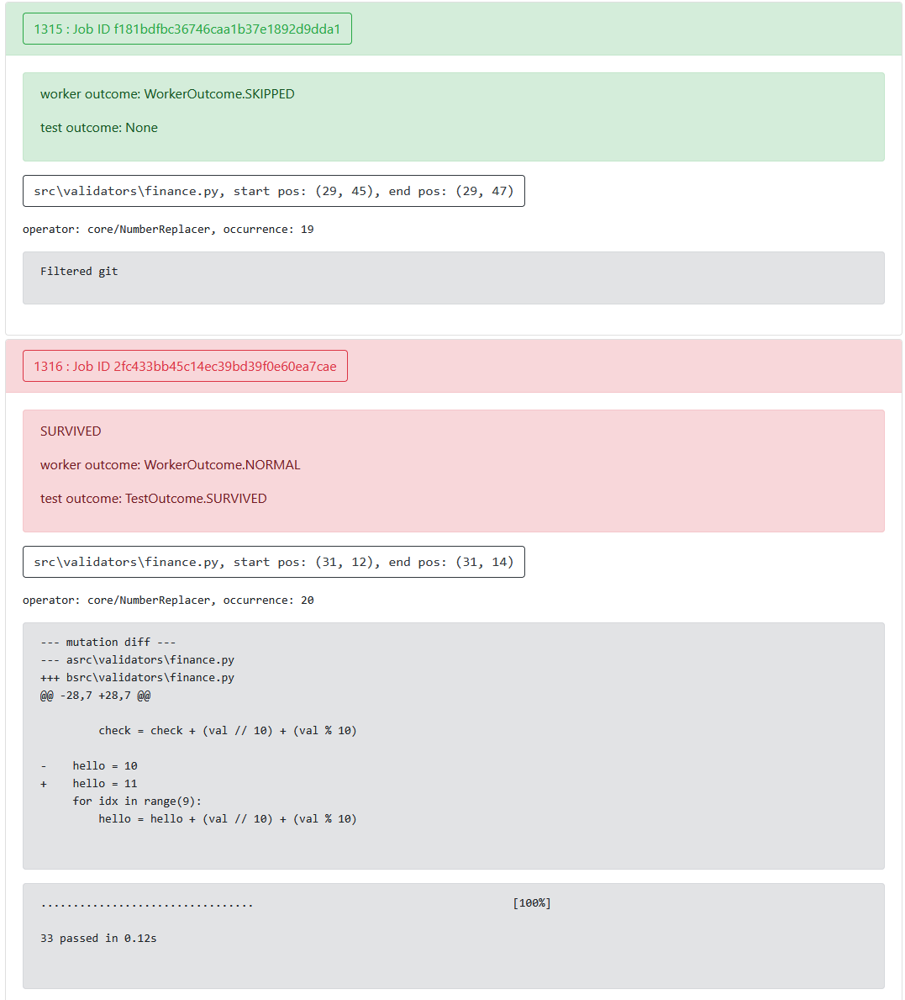 1315 : Job ID f181bdfbc36746caa1b37e1892d9dda1
worker outcome: WorkerOutcome.SKIPPED
test outcome: None
src\validators\finance.py, start pos: (29, 45), end pos: (29, 47)
operator: core/NumberReplacer, occurrence: 19
Filtered git
1316 : Job ID 2fc433bb45c14ec39bd39f0e60ea7cae
SURVIVED
worker outcome: WorkerOutcome.NORMAL
test outcome: TestOutcome.SURVIVED
src\validators\finance.py, start pos: (31, 12), end pos: (31, 14)
operator: core/NumberReplacer, occurrence: 20
--- mutation diff ---
--- asrc\validators\finance.py
+++ bsrc\validators\finance.py
@@ -28,7 +28,7 @@
check = check + (val // 10) + (val % 10)
-    hello = 10
+    hello = 11
for idx in range(9):
hello = hello + (val // 10) + (val % 10)
................................. [100%]
33 passed in 0.12s